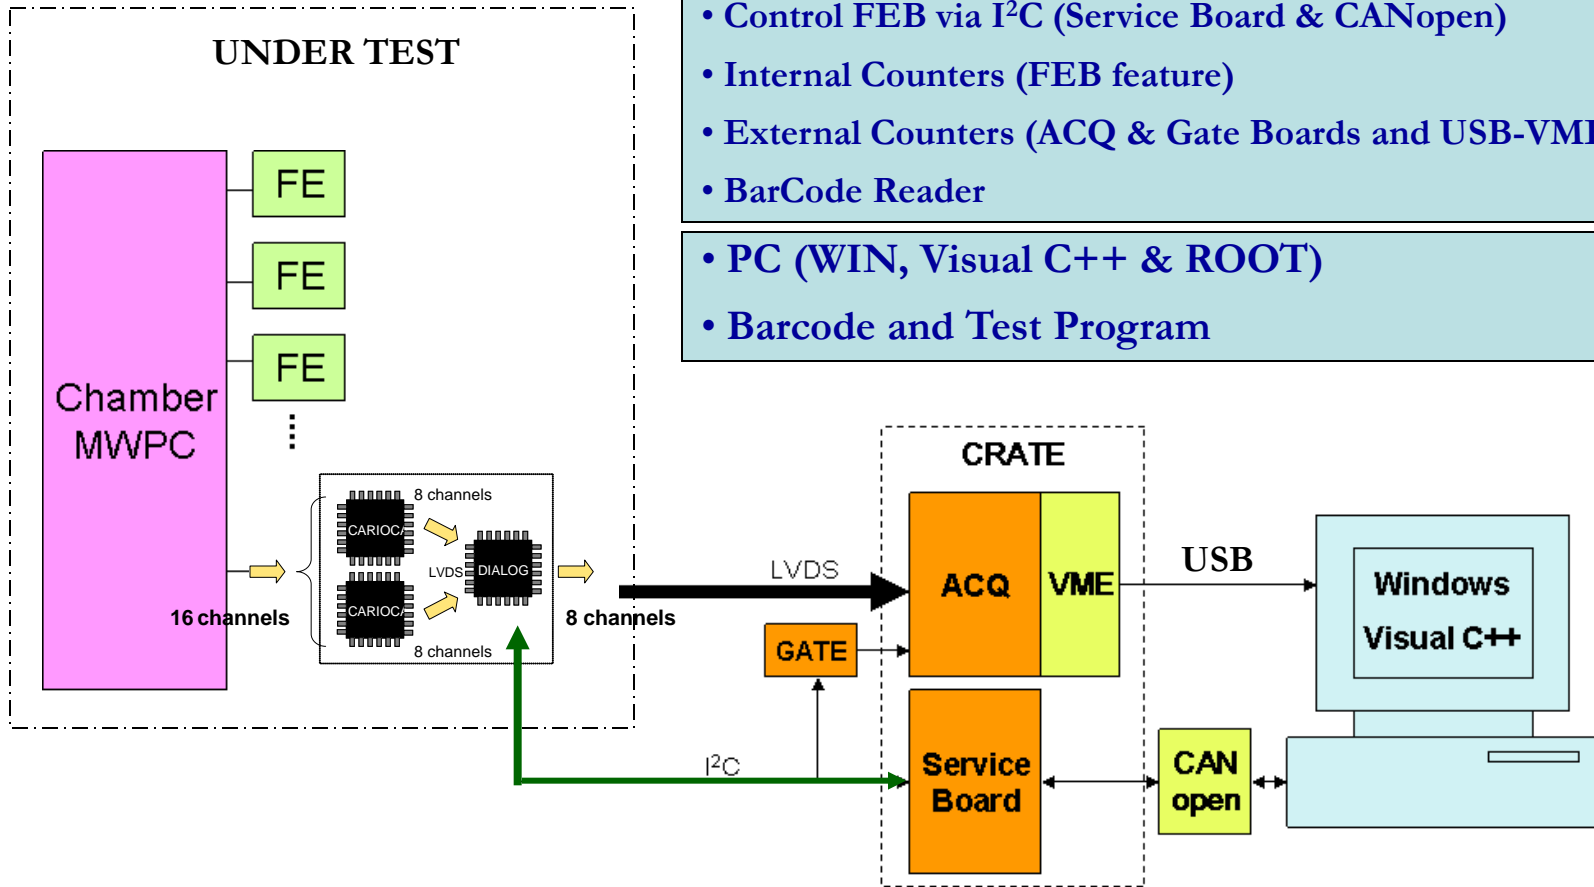 UNDER TEST
• Control FEB via I²C (Service Board & CANopen)
• Internal Counters (FEB feature)
• External Counters (ACQ & Gate Boards and USB-VME
• BarCode Reader
• PC (WIN, Visual C++ & ROOT)
• Barcode and Test Program
FE
FE
FE
Chamber
MWPC
16 channels
8 channels
CARIOCA
LVDS
DIALOG
CARIOCA
8 channels
8 channels
LVDS
GATE
I²C
CRATE
ACQ
VME
Service
Board
USB
CAN
open
Windows
Visual C++